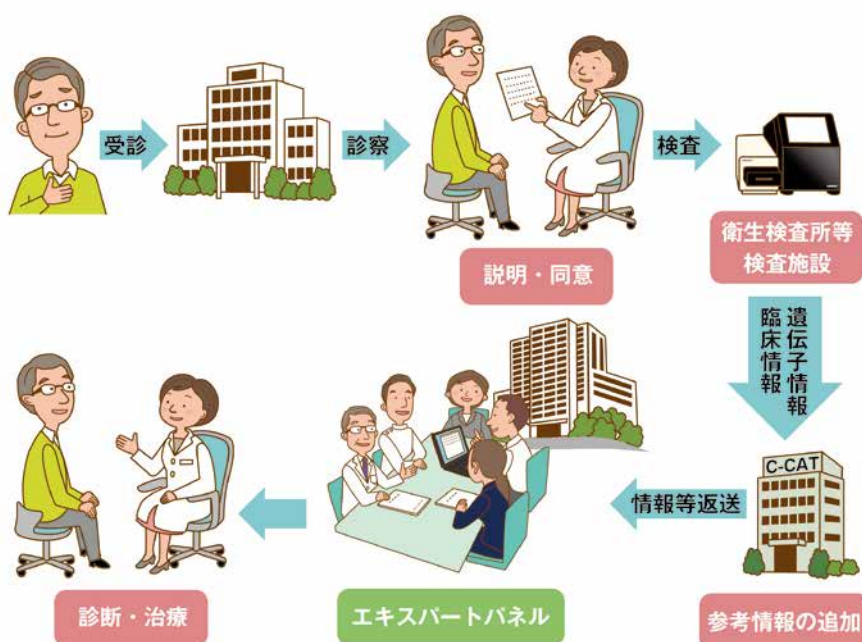 受診
診察
検査
説明・同意
衛生検査所等
検査施設
遺伝子情報
臨床情報
C-CAT
情報等返送
参考情報の追加
エキスパートパネル
診断・治療